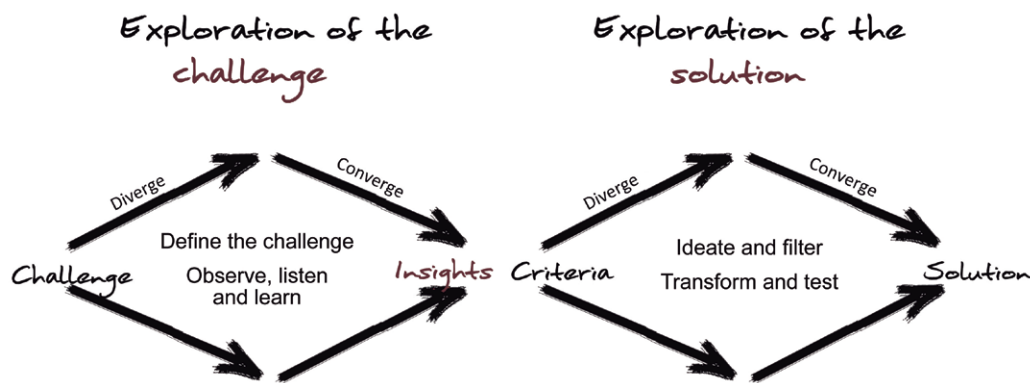 Exploration of the
challenge
Exploration of the
solution
Diverge
Converge
Diverge
Converge
Define the challenge
Observe, listen
and learn
Ideate and filter
Transform and test
Challenge
Insights
Criteria
Solution